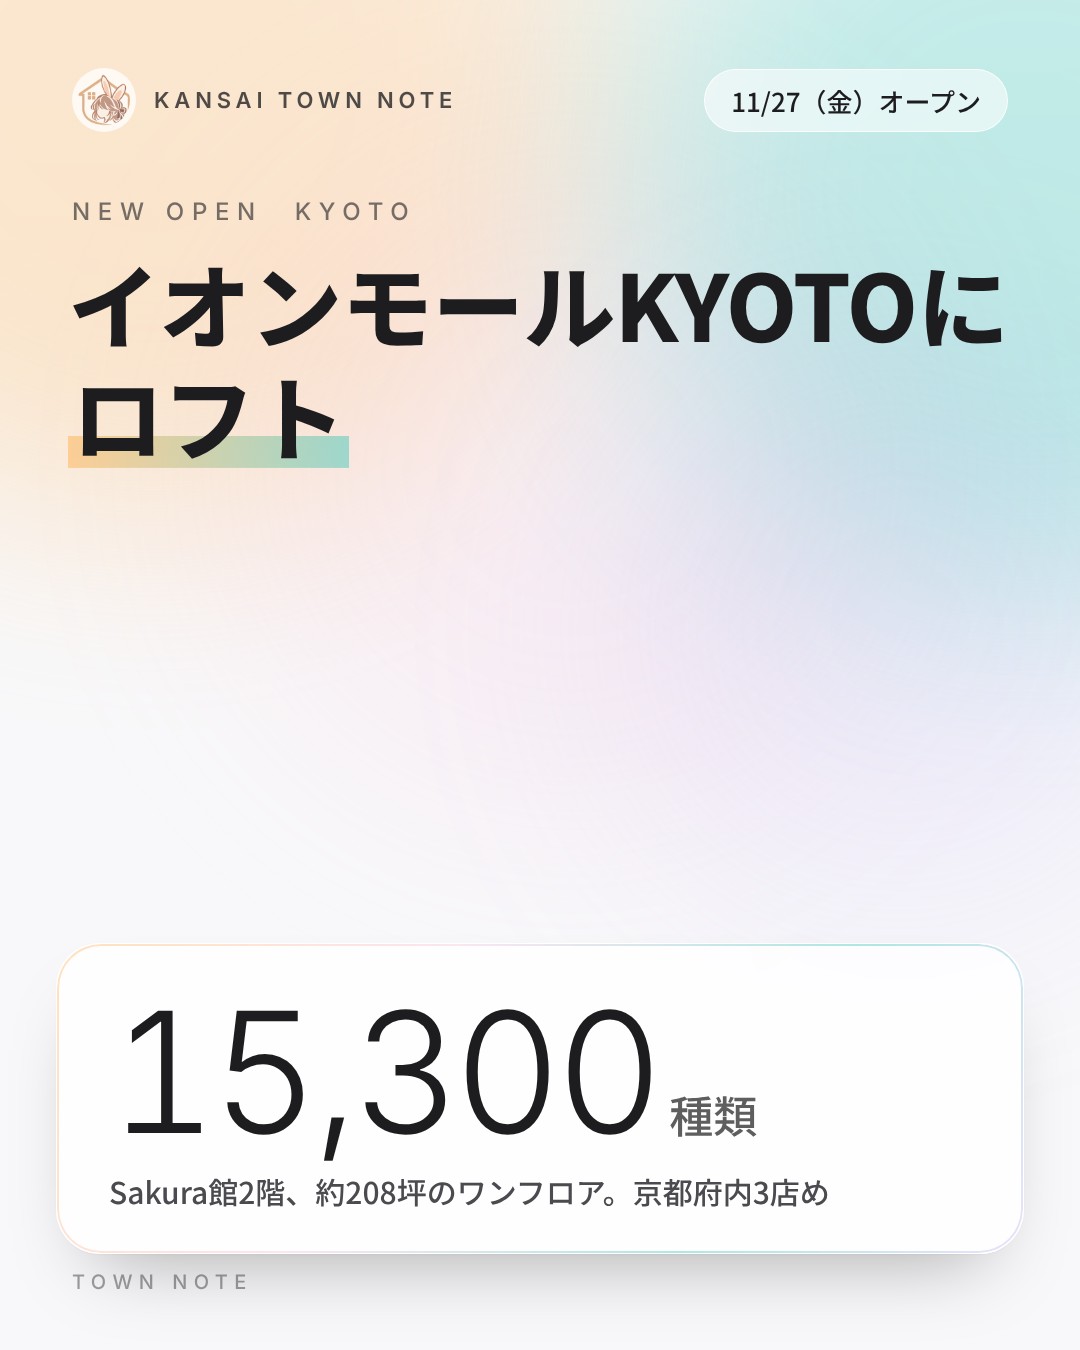 KANSAI TOWN NOTE
11/27（金）オープン
NEW OPEN KYOTO
イオンモールKYOTOに
ロフト
15,300 種類
Sakura館2階、約208坪のワンフロア。京都府内3店め
TOWN NOTE